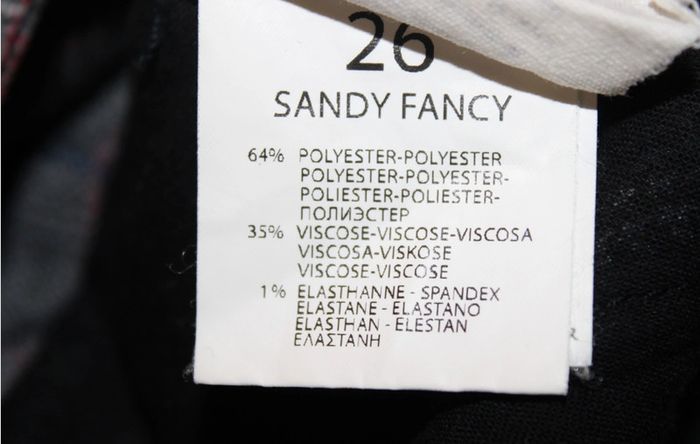 26
SANDY FANCY
64% POLYESTER-POLYESTER
POLYESTER-POLYESTER-
POLIESTER-POLIESTER-
ПОЛИЭСТЕР
35% VISCOSE-VISCOSE-VISCOSA
VISCOSA-VISKOSE
VISCOSE-VISCOSE
1% ELASTHANNE - SPANDEX
ELASTANE - ELASTANO
ELASTHAN - ELESTAN
ΕΛΑΣΤΑΝΗ